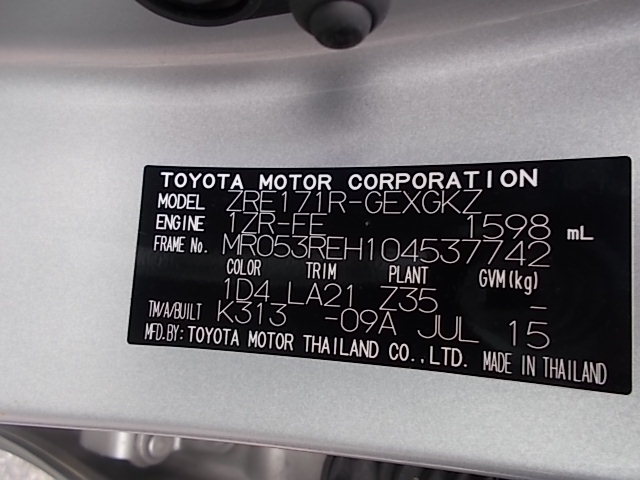 TOYOTA MOTOR CORPORATION
MODEL ZRE171R-GEXGKZ
ENGINE 1ZR-FE 1598 mL
FRAME No. MR053REH104537742
COLOR TRIM PLANT GVM(kg)
1D4 LA21 Z35 -
TM/A/BUILT K313 -09A JUL 15
MFD.BY: TOYOTA MOTOR THAILAND CO.,LTD. MADE IN THAILAND